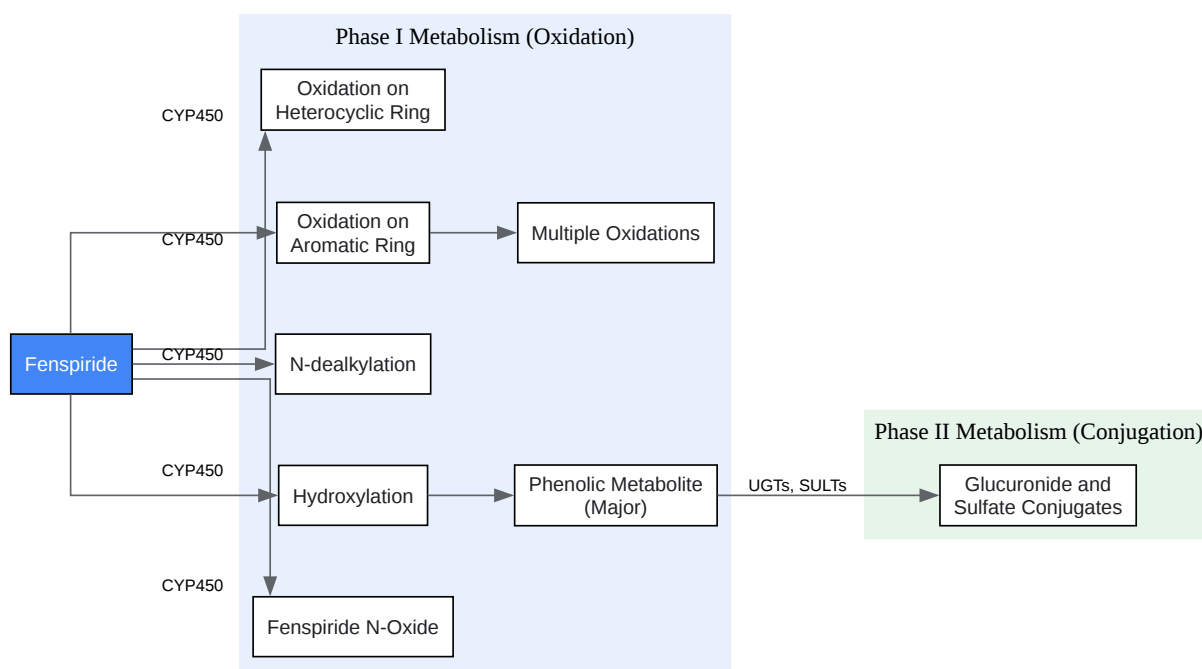 Phase I Metabolism (Oxidation)
Oxidation on
Heterocyclic Ring
CYP450
Oxidation on
Aromatic Ring
CYP450
Multiple Oxidations
Fenspiride
CYP450
N-dealkylation
Phase II Metabolism (Conjugation)
CYP450
Hydroxylation
Phenolic Metabolite
(Major)
UGTs, SULTs
Glucuronide and
Sulfate Conjugates
CYP450
Fenspiride N-Oxide